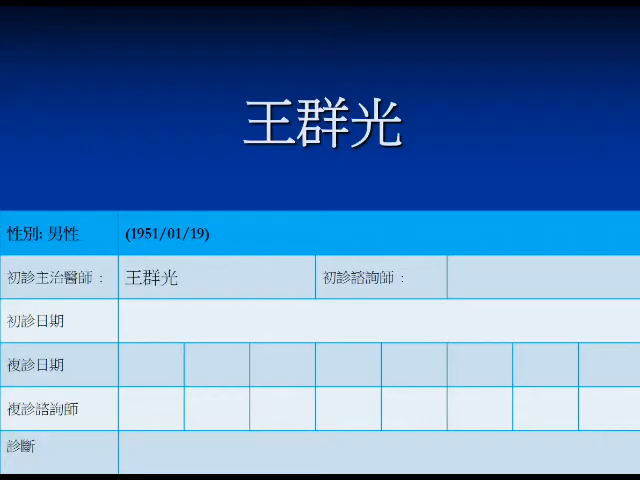 王群光
性別: 男性 (1951/01/19)
初診主治醫師 : 王群光 初診諮詢師 :
初診日期
複診日期
複診諮詢師
診斷